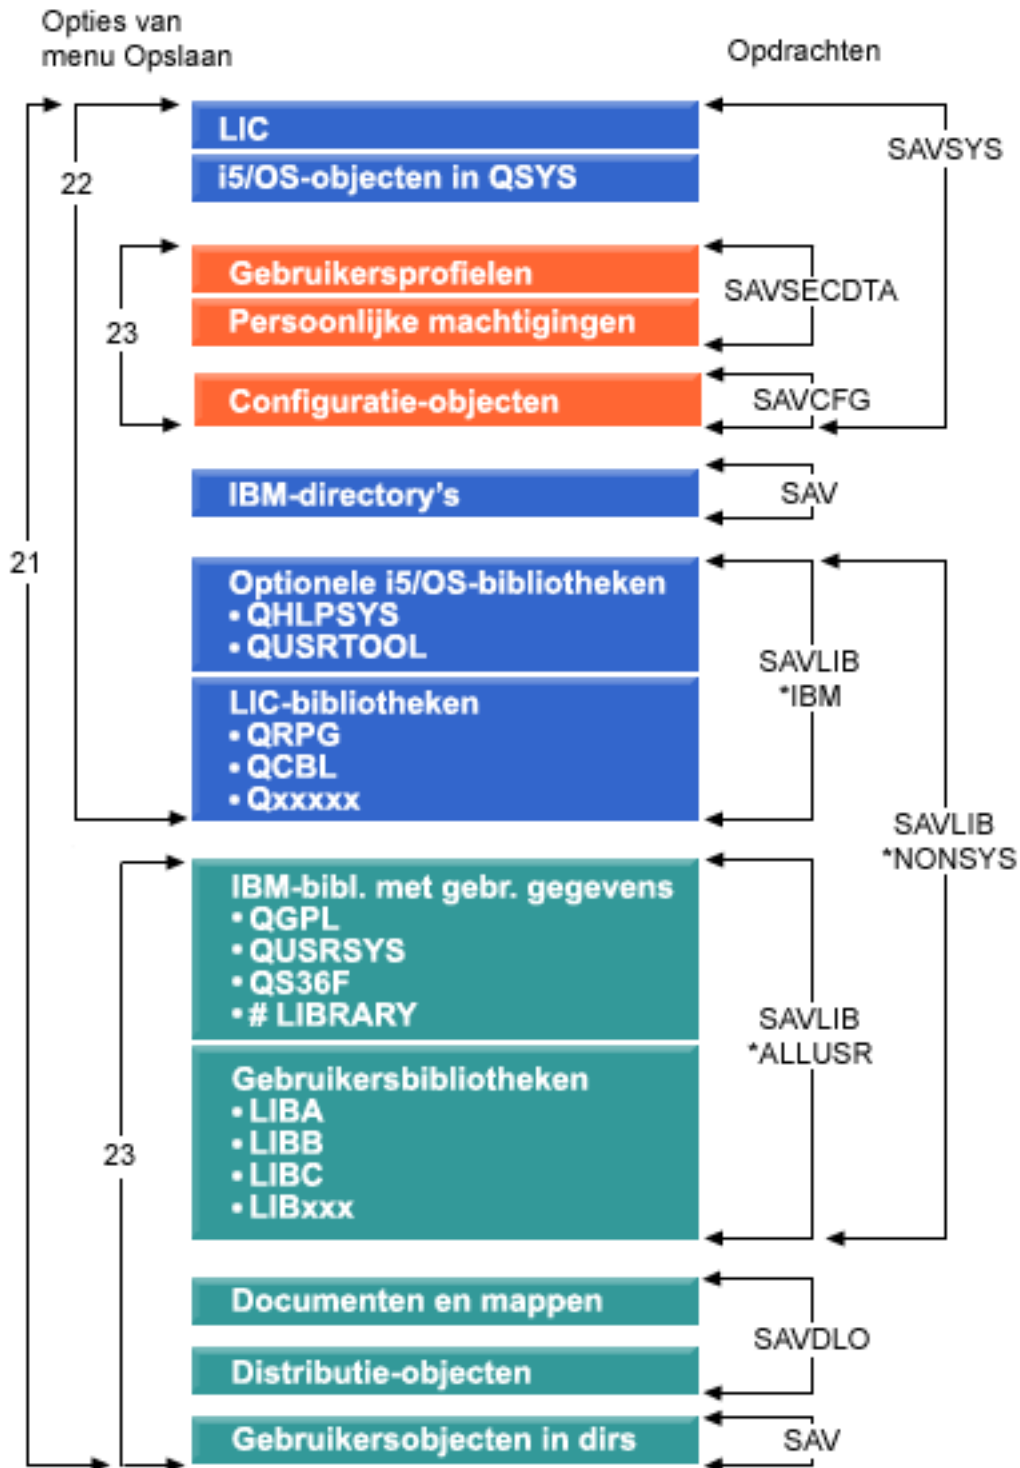 Opties van
menu Opslaan
Opdrachten
LIC
i5/OS-objecten in QSYS
SAVSYS
22
Gebruikersprofielen
Persoonlijke machtigingen
SAVSECDTA
23
Configuratie-objecten
SAVCFG
IBM-directory's
SAV
21
Optionele i5/OS-bibliotheken
• QHLPSYS
• QUSRTOOL
LIC-bibliotheken
• QRPG
• QCBL
• Qxxxxx
SAVLIB
*IBM
SAVLIB
*NONSYS
IBM-bibl. met gebr. gegevens
• QGPL
• QUSRSYS
• QS36F
• # LIBRARY
Gebruikersbibliotheken
• LIBA
• LIBB
• LIBC
• LIBxxx
SAVLIB
*ALLUSR
23
Documenten en mappen
Distributie-objecten
SAVDLO
Gebruikersobjecten in dirs
SAV